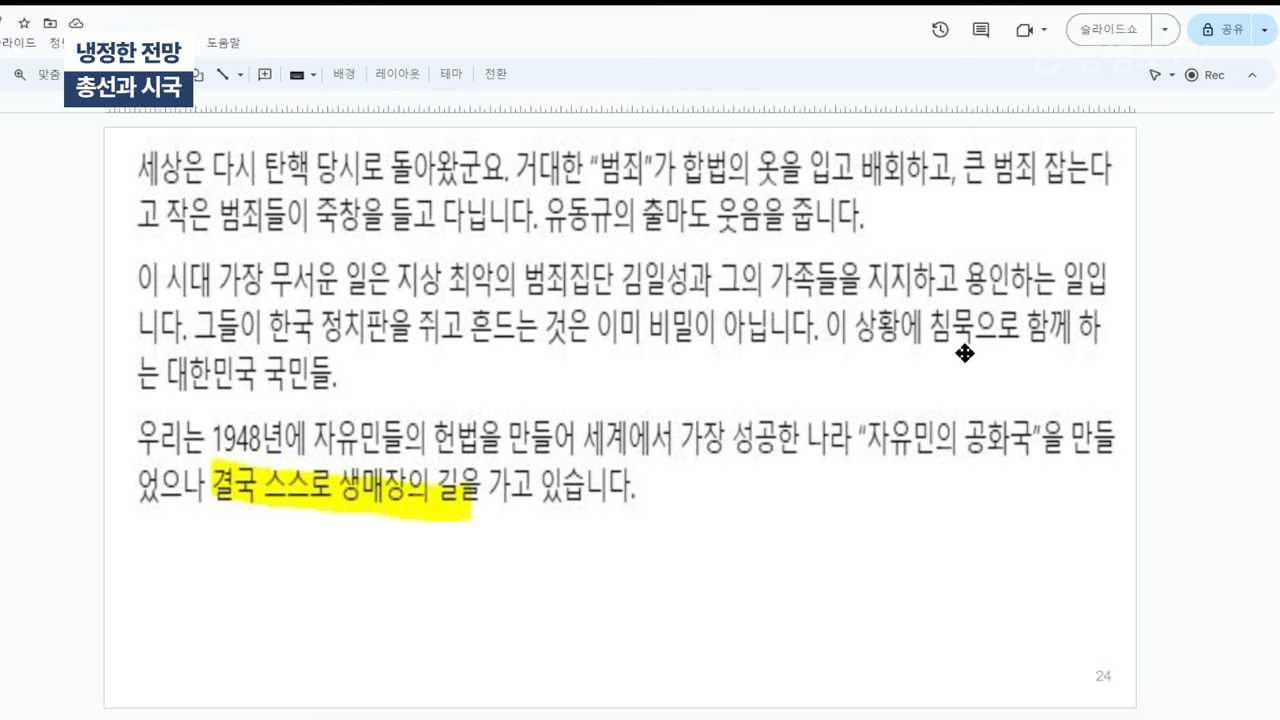 라이드
도움말
냉정한 전망
총선과 시국
맞춤
배경
레이아웃
테마
전환
슬라이드쇼
공유
Rec
세상은 다시 탄핵 당시로 돌아왔군요. 거대한 “범죄”가 합법의 옷을 입고 배회하고, 큰 범죄 잡는다
고 작은 범죄들이 죽창을 들고 다닙니다. 유동규의 출마도 웃음을 줍니다.
이 시대 가장 무서운 일은 지상 최악의 범죄집단 김일성과 그의 가족들을 지지하고 용인하는 일입
니다. 그들이 한국 정치판을 쥐고 흔드는 것은 이미 비밀이 아닙니다. 이 상황에 침묵으로 함께 하
는 대한민국 국민들.
우리는 1948년에 자유민들의 헌법을 만들어 세계에서 가장 성공한 나라 “자유민의 공화국”을 만들
었으나 결국 스스로 생매장의 길을 가고 있습니다.
24